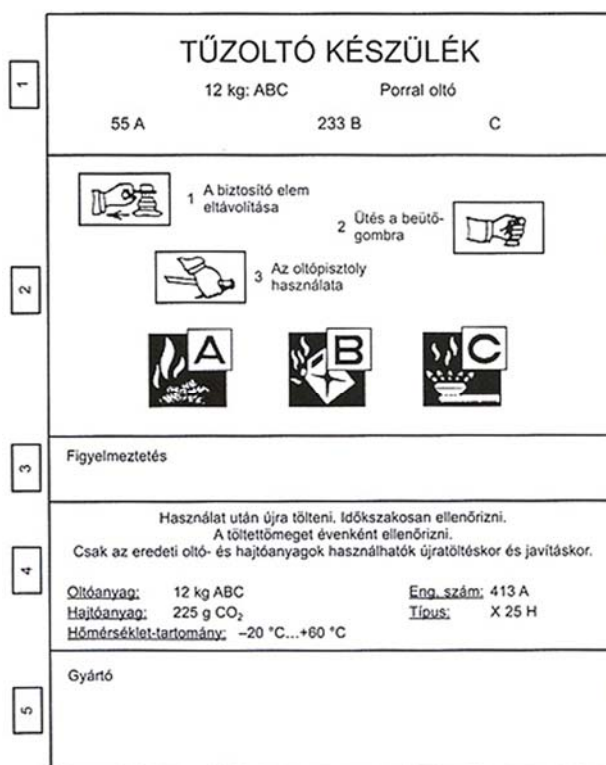 1
TŰZOLTÓ KÉSZÜLÉK
12 kg: ABC Porral oltó
55 A 233 B C
2
1 A biztosító elem
eltávolítása
2 Ütés a beütő-
gombra
3 Az oltópisztoly
használata
A B C
3
Figyelmeztetés
4
Használat után újra tölteni. Időkszakosan ellenőrizni.
A töltettömeget évenként ellenőrizni.
Csak az eredeti oltó- és hajtóanyagok használhatók újratöltéskor és javításkor.
Oltóanyag: 12 kg ABC Eng. szám: 413 A
Hajtóanyag: 225 g CO₂ Típus: X 25 H
Hőmérséklet-tartomány: –20 °C...+60 °C
5
Gyártó